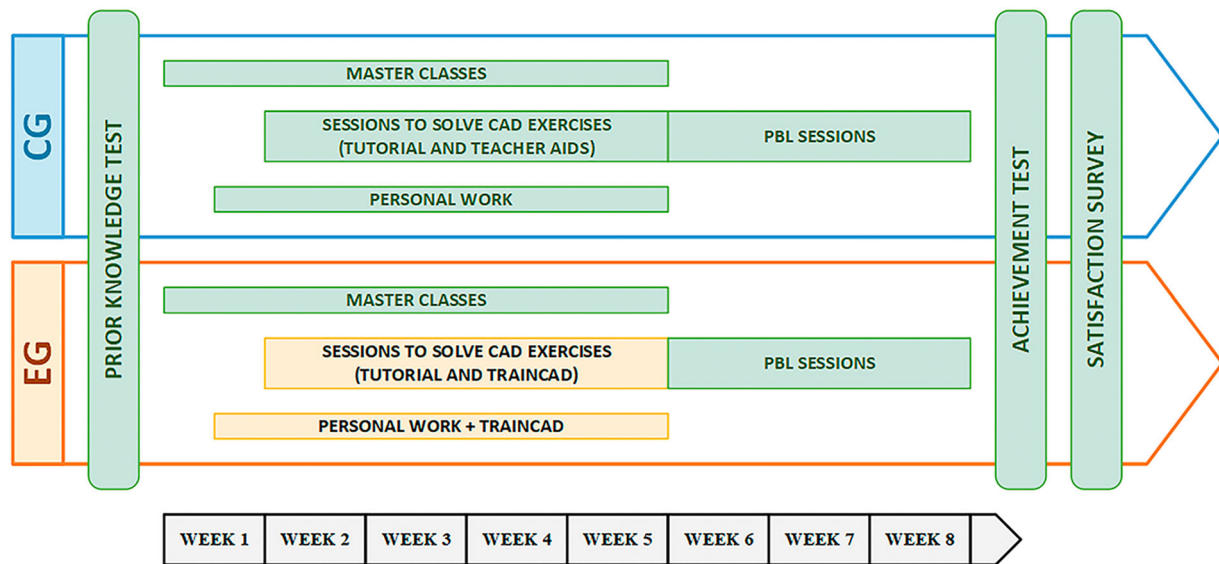 CG
PRIOR KNOWLEDGE TEST
MASTER CLASSES
SESSIONS TO SOLVE CAD EXERCISES
(TUTORIAL AND TEACHER AIDS)
PBL SESSIONS
PERSONAL WORK
ACHIEVEMENT TEST
SATISFACTION SURVEY
EG
MASTER CLASSES
SESSIONS TO SOLVE CAD EXERCISES
(TUTORIAL AND TRAINCAD)
PBL SESSIONS
PERSONAL WORK + TRAINCAD
WEEK 1
WEEK 2
WEEK 3
WEEK 4
WEEK 5
WEEK 6
WEEK 7
WEEK 8